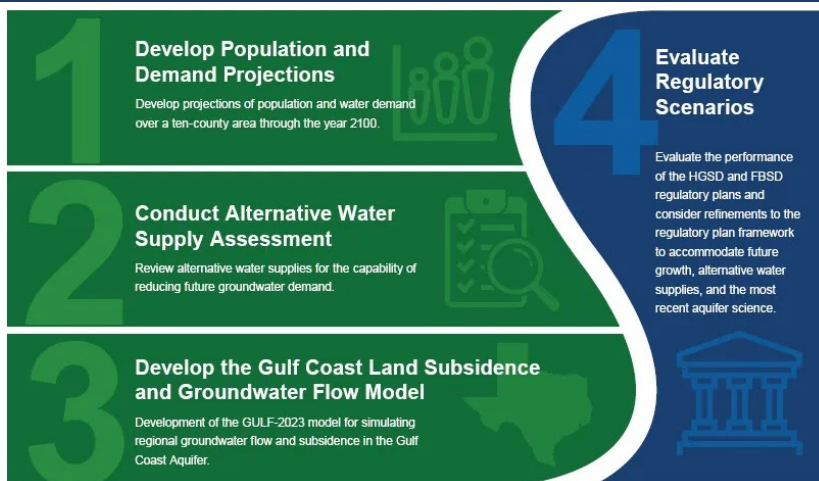 1
Develop Population and
Demand Projections
Develop projections of population and water demand
over a ten-county area through the year 2100.
2
Conduct Alternative Water
Supply Assessment
Review alternative water supplies for the capability of
reducing future groundwater demand.
3
Develop the Gulf Coast Land Subsidence
and Groundwater Flow Model
Development of the GULF-2023 model for simulating
regional groundwater flow and subsidence in the Gulf
Coast Aquifer.
4
Evaluate
Regulatory
Scenarios
Evaluate the performance
of the HGSD and FBSD
regulatory plans and
consider refinements to the
regulatory plan framework
to accommodate future
growth, alternative water
supplies, and the most
recent aquifer science.